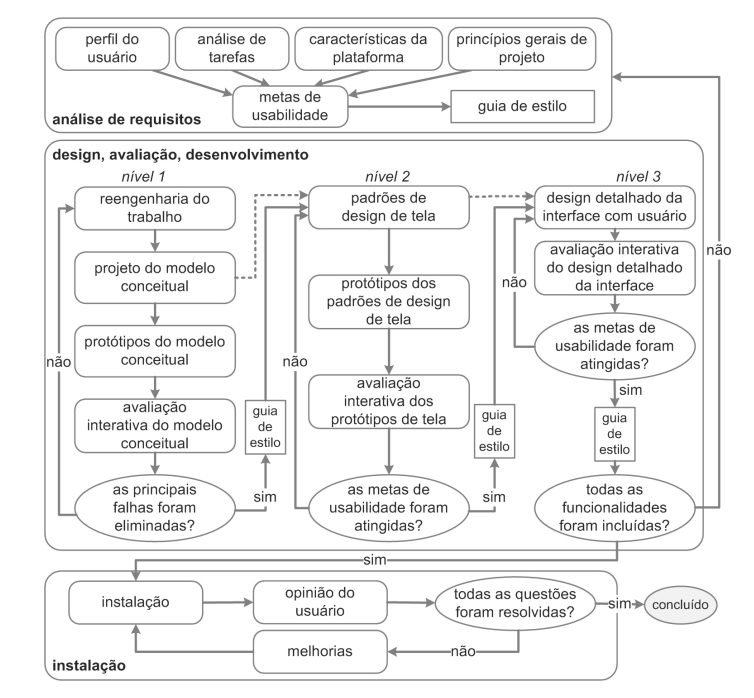 perfil do
usuário
análise de
tarefas
características da
plataforma
princípios gerais de
projeto
metas de
usabilidade
guia de estilo
análise de requisitos
não
design, avaliação, desenvolvimento
nível 1
reengenharia do
trabalho
projeto do modelo
conceitual
protótipos do modelo
conceitual
avaliação
interativa do modelo
conceitual
as principais
falhas foram
eliminadas?
não
sim
guia
de
estilo
nível 2
padrões de
design de tela
protótipos dos
padrões de design
de tela
avaliação
interativa dos
protótipos de tela
as metas de
usabilidade foram
atingidas?
não
sim
guia
de
estilo
nível 3
design detalhado da
interface com usuário
avaliação interativa
do design detalhado
da interface
as metas de
usabilidade foram
atingidas?
não
sim
guia
de
estilo
todas as
funcionalidades
foram incluídas?
sim
instalação
opinião do
usuário
todas as questões
foram resolvidas?
sim
concluído
não
melhorias
instalação